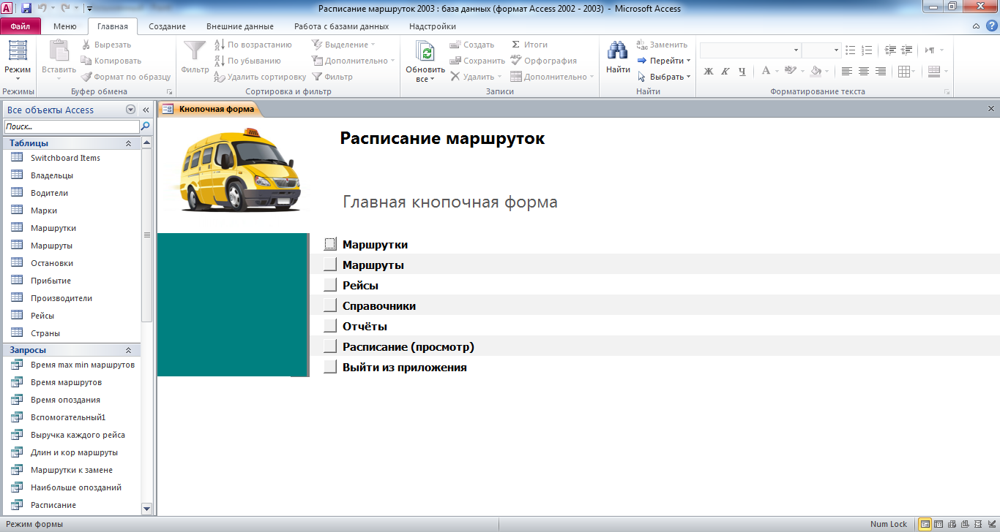 Расписание маршруток 2003 : база данных (формат Access 2002 - 2003) - Microsoft Access
Файл Меню Главная Создание Внешние данные Работа с базами данных Надстройки
Режим
Режимы
Вставить
Вырезать
Копировать
Формат по образцу
Буфер обмена
Фильтр
По возрастанию
По убыванию
Удалить сортировку
Выделение
Дополнительно
Фильтр
Сортировка и фильтр
Обновить
все
Создать
Сохранить
Удалить
Итоги
Орфография
Дополнительно
Записи
Найти
Заменить
Перейти
Выбрать
Найти
Ж К Ч
Форматирование текста
Все объекты Access
Поиск...
Таблицы
Switchboard Items
Владельцы
Водители
Марки
Маршрутки
Маршруты
Остановки
Прибытие
Производители
Рейсы
Страны
Запросы
Время max min маршрутов
Время маршрутов
Время опоздания
Вспомогательный1
Выручка каждого рейса
Длин и кор маршруты
Маршрутки к замене
Наибольше опозданий
Расписание
Кнопочная форма
Расписание маршруток
Главная кнопочная форма
Маршрутки
Маршруты
Рейсы
Справочники
Отчёты
Расписание (просмотр)
Выйти из приложения
Режим формы
Num Lock